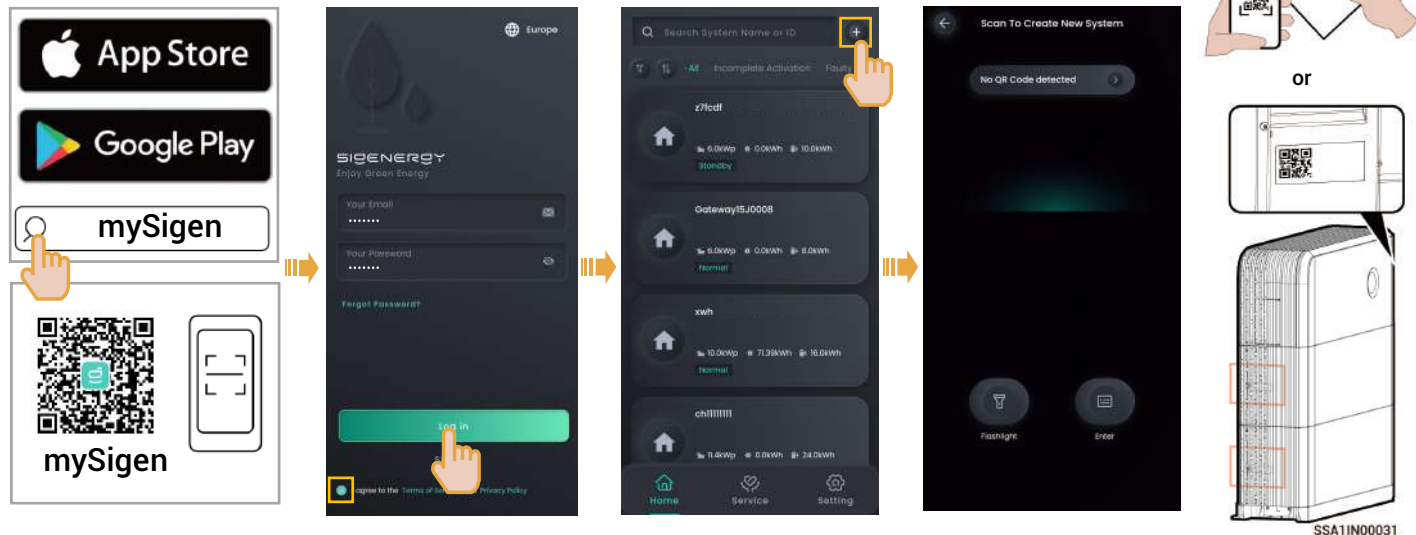 App Store
Google Play
mySigen
mySigen
Europe
SIGENERGY
Enjoy Green Energy
Your Email
Your Password
Forgot Password?
Log in
agree to the Terms of Privacy Policy
Search System Name or ID
All Incomplete Activation Faulty
z7fcdf
6.0kWp 0.0kWh 10.0kWh
Standby
Gateway15J0008
6.0kWp 0.0kWh 8.0kWh
Normal
xwh
10.0kWp 71.39kWh 16.0kWh
Normal
11.4kWp 0.0kWh 24.0kWh
Home Service Setting
Scan To Create New System
No QR Code detected
Flashlight Enter
or
SSA1IN00031